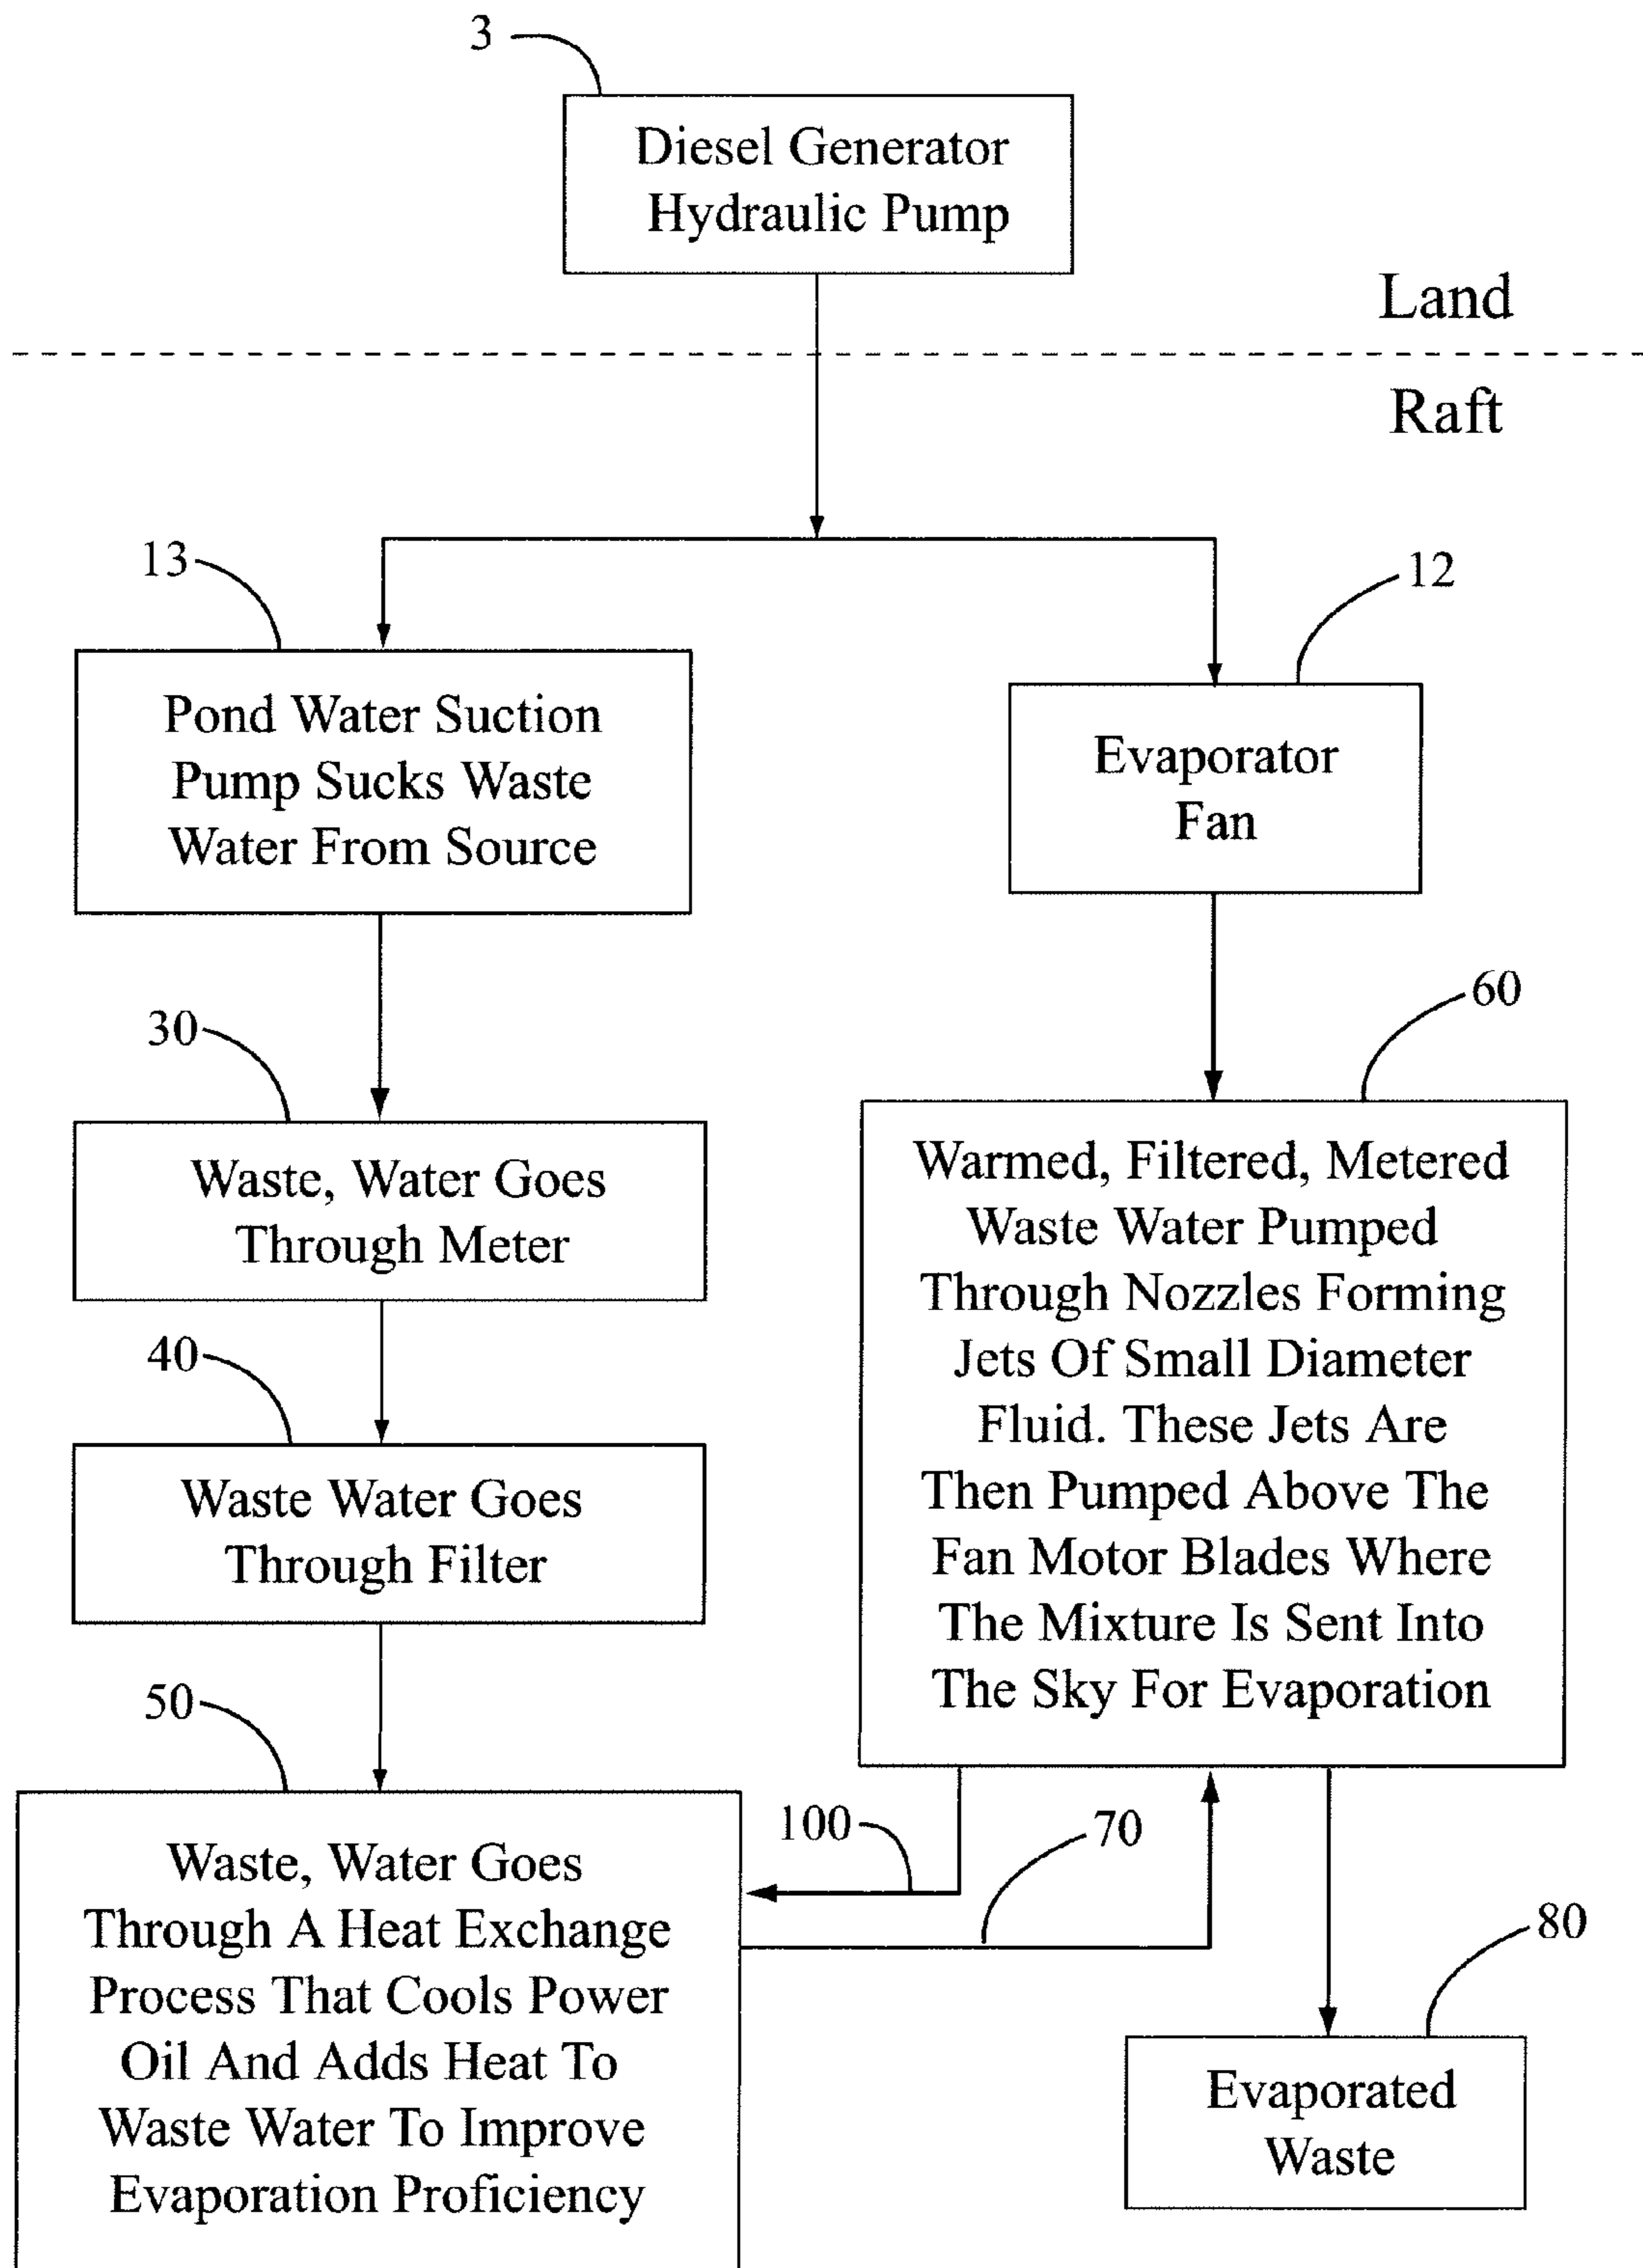 3
Diesel Generator
Hydraulic Pump
Land
Raft
13
Pond Water Suction
Pump Sucks Waste
Water From Source
12
Evaporator
Fan
30
Waste, Water Goes
Through Meter
40
Waste Water Goes
Through Filter
50
Waste, Water Goes
Through A Heat Exchange
Process That Cools Power
Oil And Adds Heat To
Waste Water To Improve
Evaporation Proficiency
60
Warmed, Filtered, Metered
Waste Water Pumped
Through Nozzles Forming
Jets Of Small Diameter
Fluid. These Jets Are
Then Pumped Above The
Fan Motor Blades Where
The Mixture Is Sent Into
The Sky For Evaporation
100
70
80
Evaporated
Waste